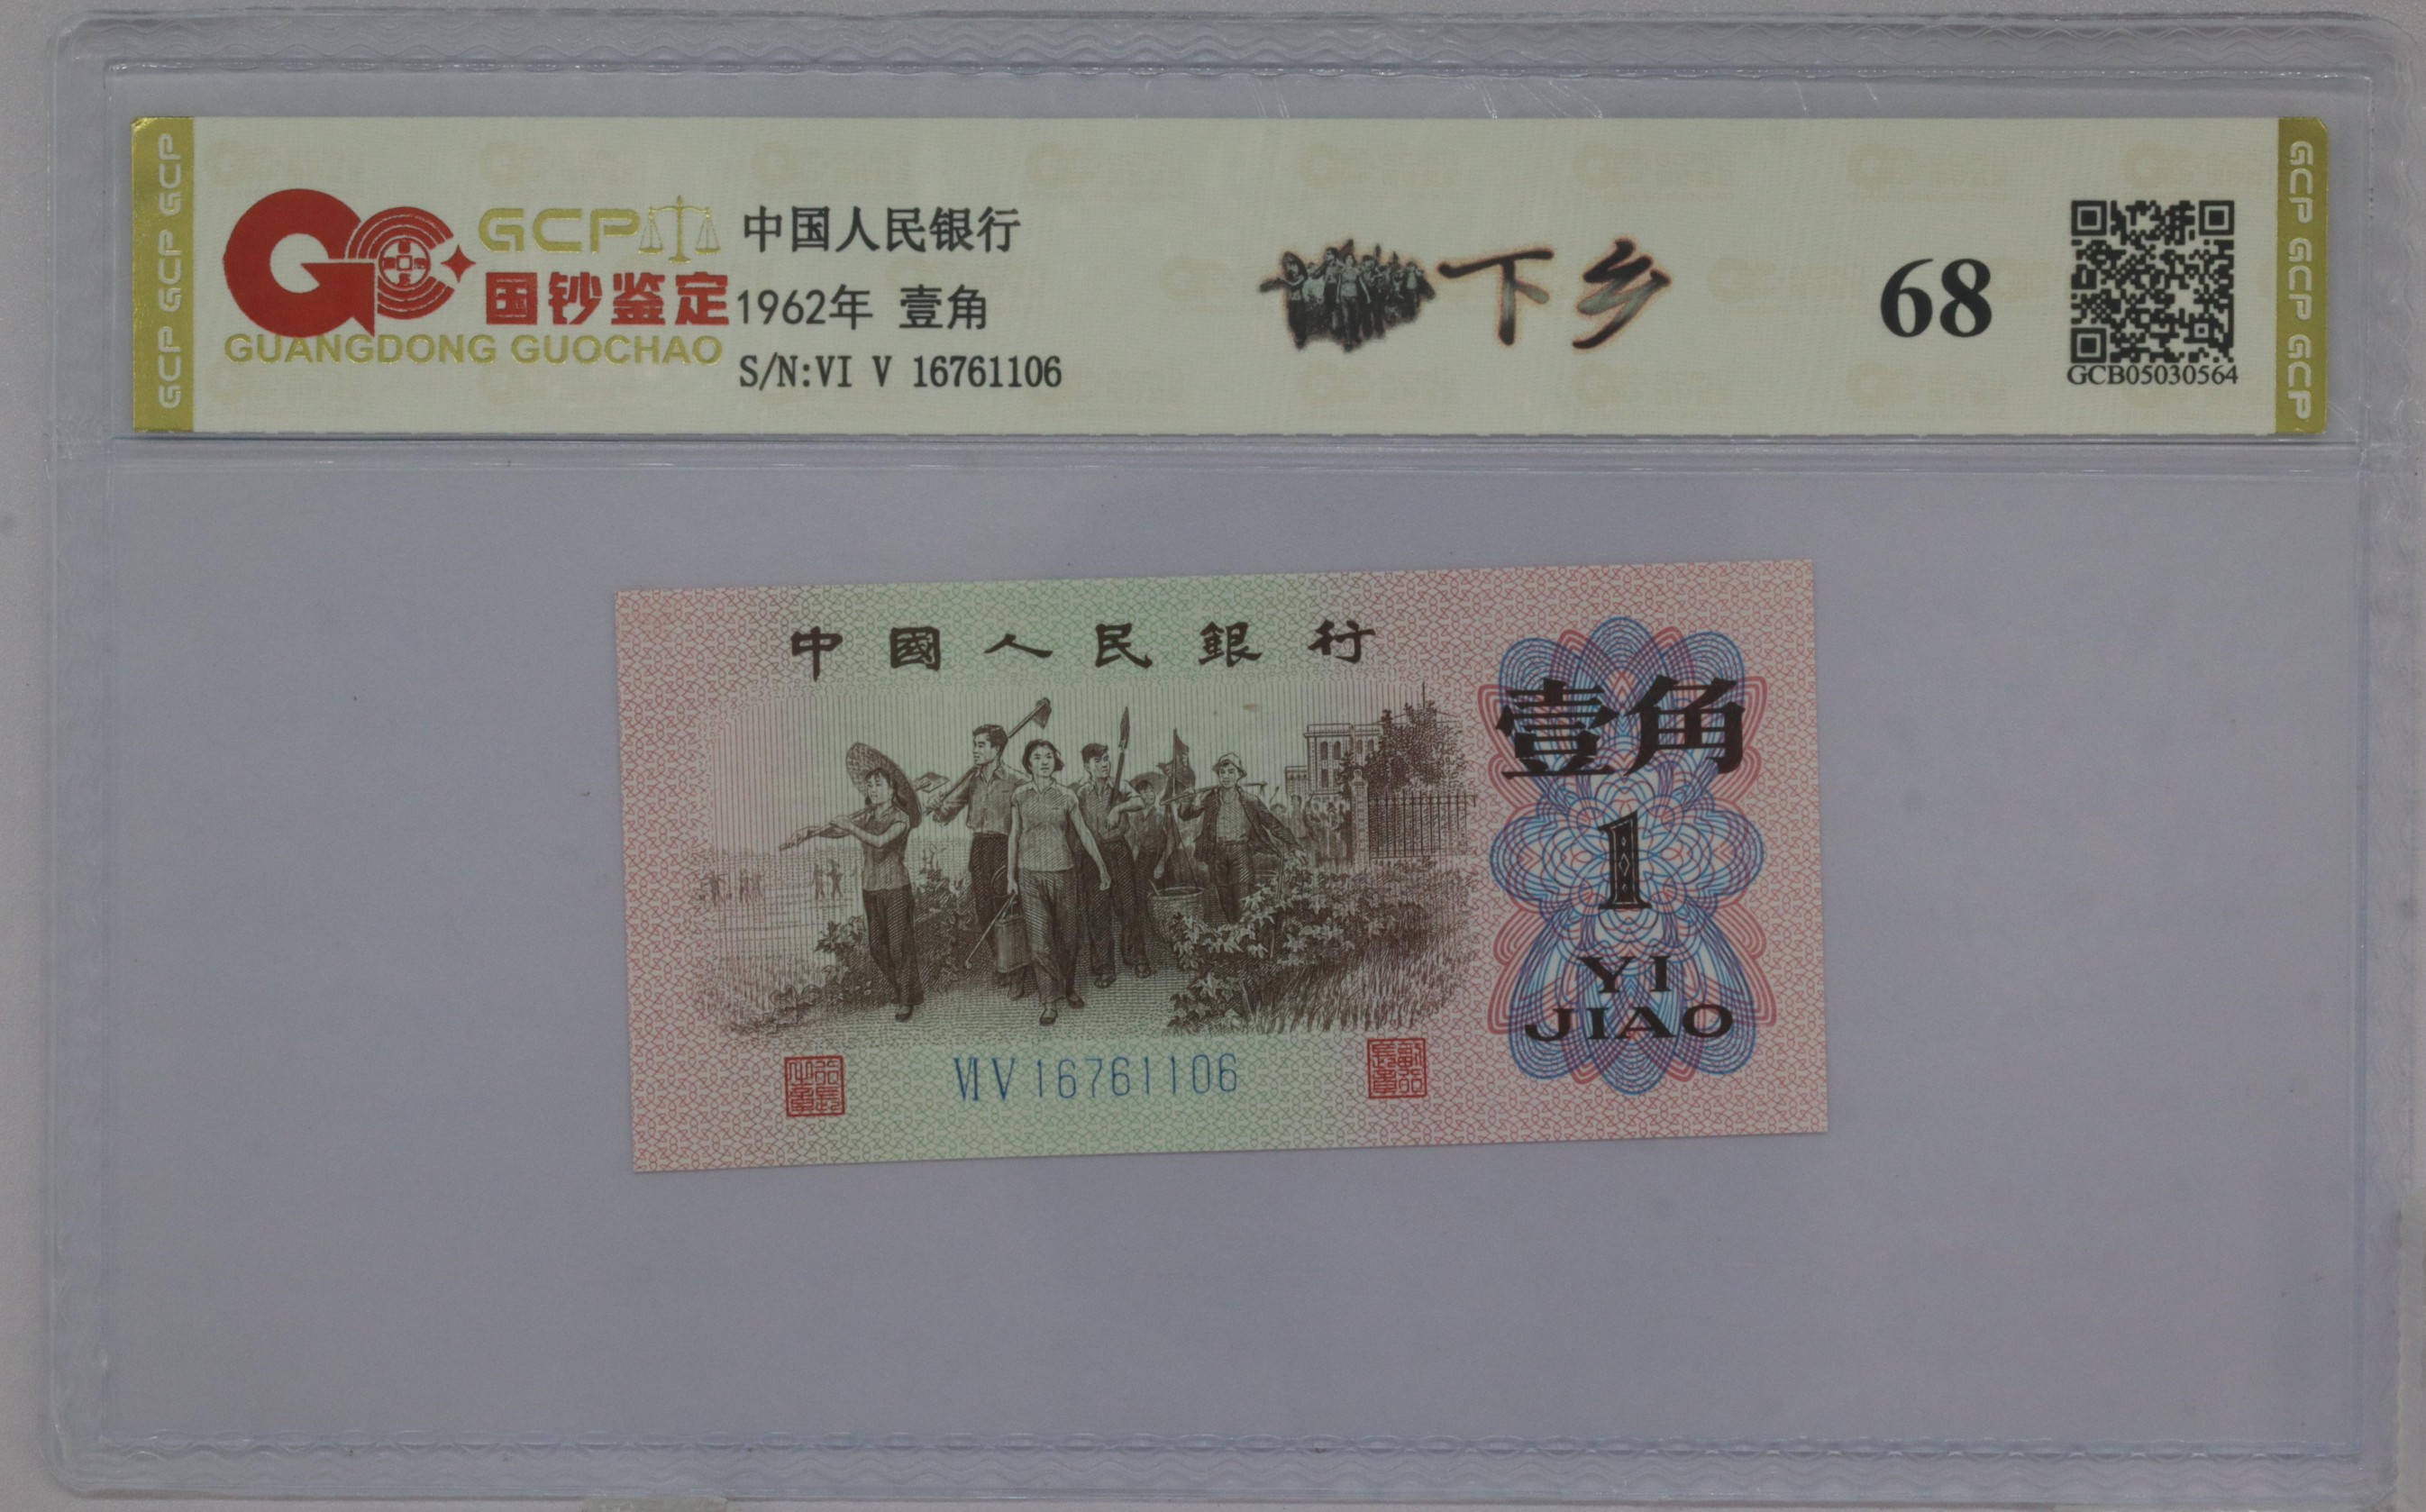 GCP GCP GCP
GCP
国钞鉴定
GUANGDONG GUOCHAO
中国人民银行
1962年 壹角
S/N:VI V 16761106
下乡
68
GCB05030564
GCP GCP GCP
中國人民銀行
壹角
1
YI
JIAO
VI V 16761106